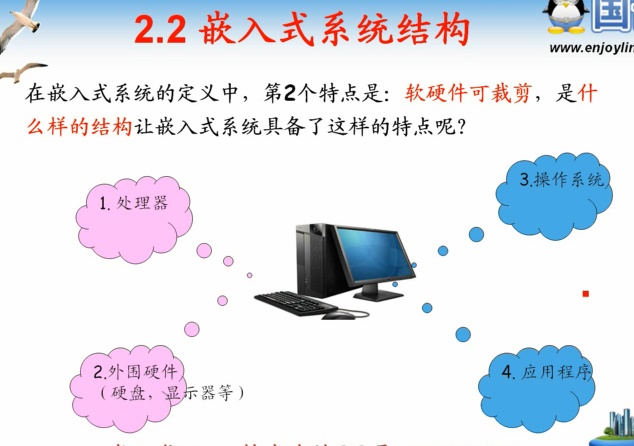 2.2 嵌入式系统结构
www.enjoylin
在嵌入式系统的定义中，第2个特点是：软硬件可裁剪，是什
么样的结构让嵌入式系统具备了这样的特点呢？
1. 处理器
3.操作系统
2.外围硬件
（硬盘，显示器等）
4. 应用程序